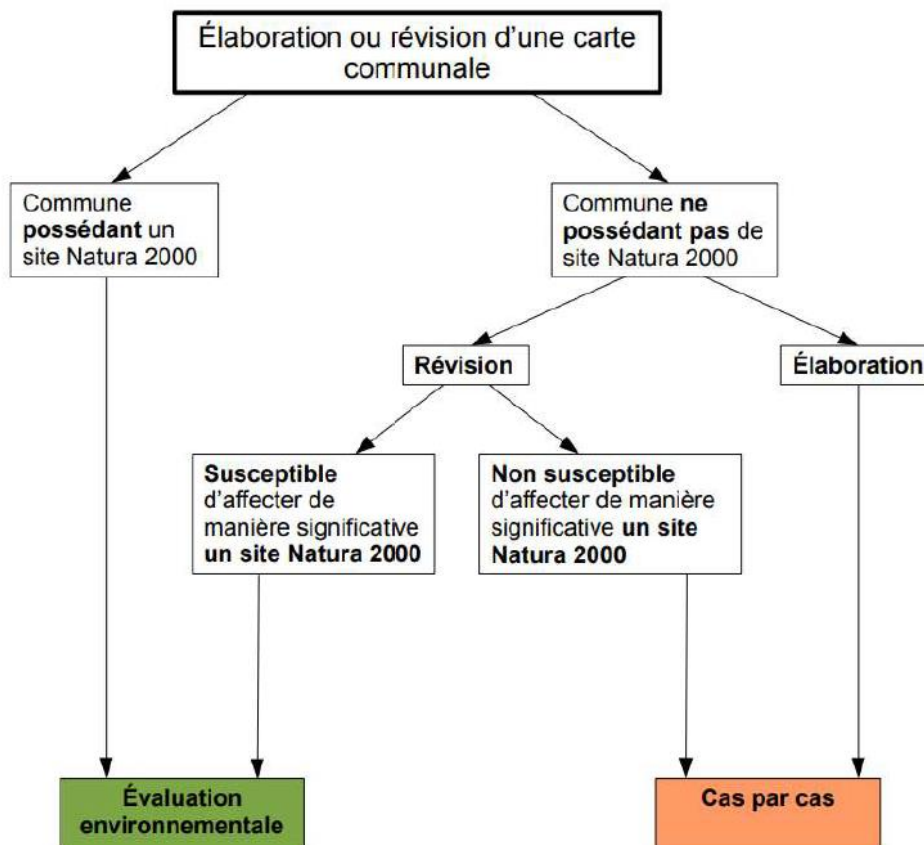 Élaboration ou révision d'une carte
communale
Commune
possédant un
site Natura 2000
Commune ne
possédant pas de
site Natura 2000
Révision
Élaboration
Susceptible
d'affecter de
manière significative
un site Natura 2000
Non susceptible
d'affecter de manière
significative un site
Natura 2000
Évaluation
environnementale
Cas par cas